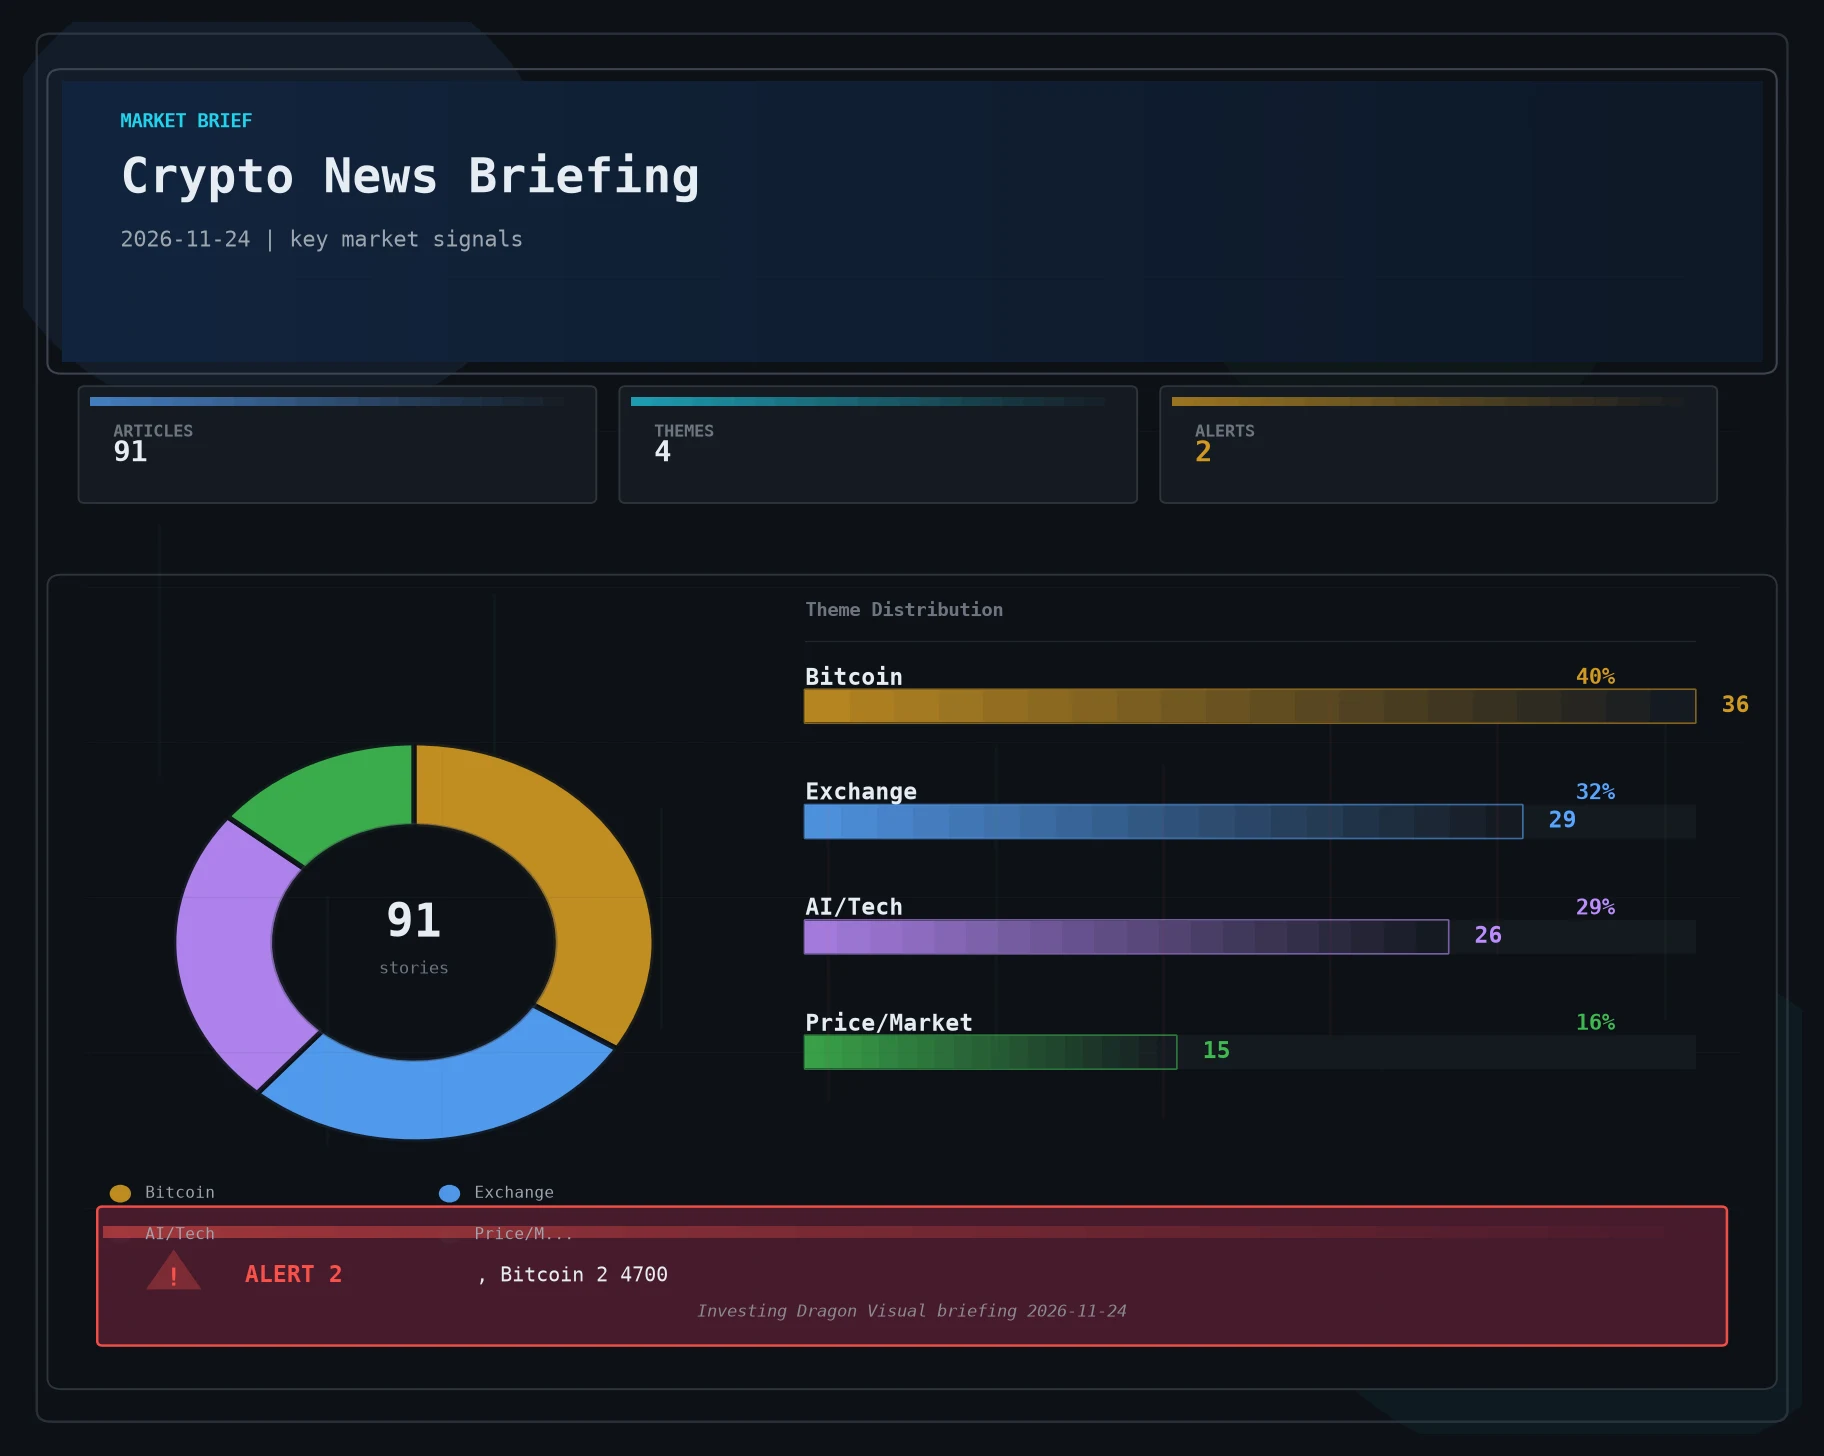 MARKET BRIEF
Crypto News Briefing
2026-11-24 | key market signals
ARTICLES
91
THEMES
4
ALERTS
2
Theme Distribution
Bitcoin 40%
36
Exchange 32%
29
AI/Tech 29%
26
Price/Market 16%
15
91
stories
Bitcoin Exchange
AI/Tech Price/M...
! ALERT 2 , Bitcoin 2 4700
Investing Dragon Visual briefing 2026-11-24